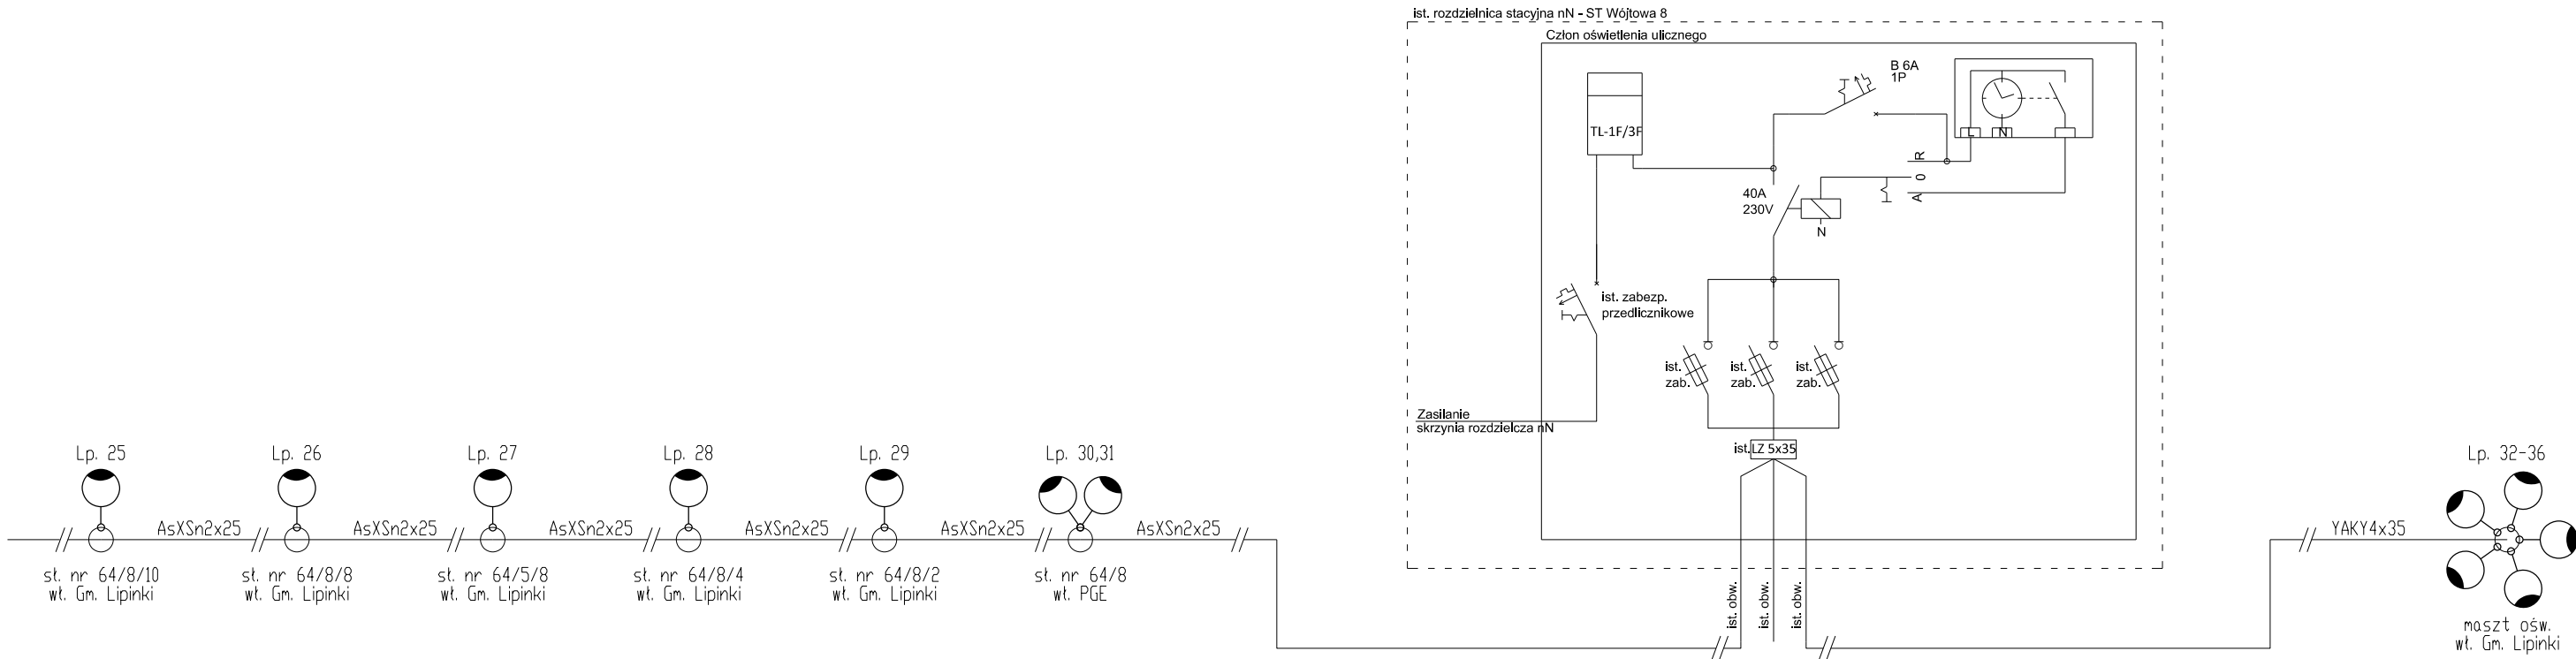 ist. rozdzielnica stacyjna nN - ST Wójtowa 8
Człon oświetlenia ulicznego
TL-1F/3F
B 6A
1P
L
N
R
0
A
40A
230V
N
ist. zabezp.
przedlicznikowe
ist.
zab.
ist.
zab.
ist.
zab.
Zasilanie
skrzynia rozdzielcza nN
ist.
LZ 5x35
ist. obw.
ist. obw.
ist. obw.
Lp. 25
Lp. 26
Lp. 27
Lp. 28
Lp. 29
Lp. 30,31
Lp. 32-36
AsXSn2x25
AsXSn2x25
AsXSn2x25
AsXSn2x25
AsXSn2x25
AsXSn2x25
YAKY4x35
st. nr 64/8/10
wł. Gm. Lipinki
st. nr 64/8/8
wł. Gm. Lipinki
st. nr 64/5/8
wł. Gm. Lipinki
st. nr 64/8/4
wł. Gm. Lipinki
st. nr 64/8/2
wł. Gm. Lipinki
st. nr 64/8
wł. PGE
maszt ośw.
wł. Gm. Lipinki